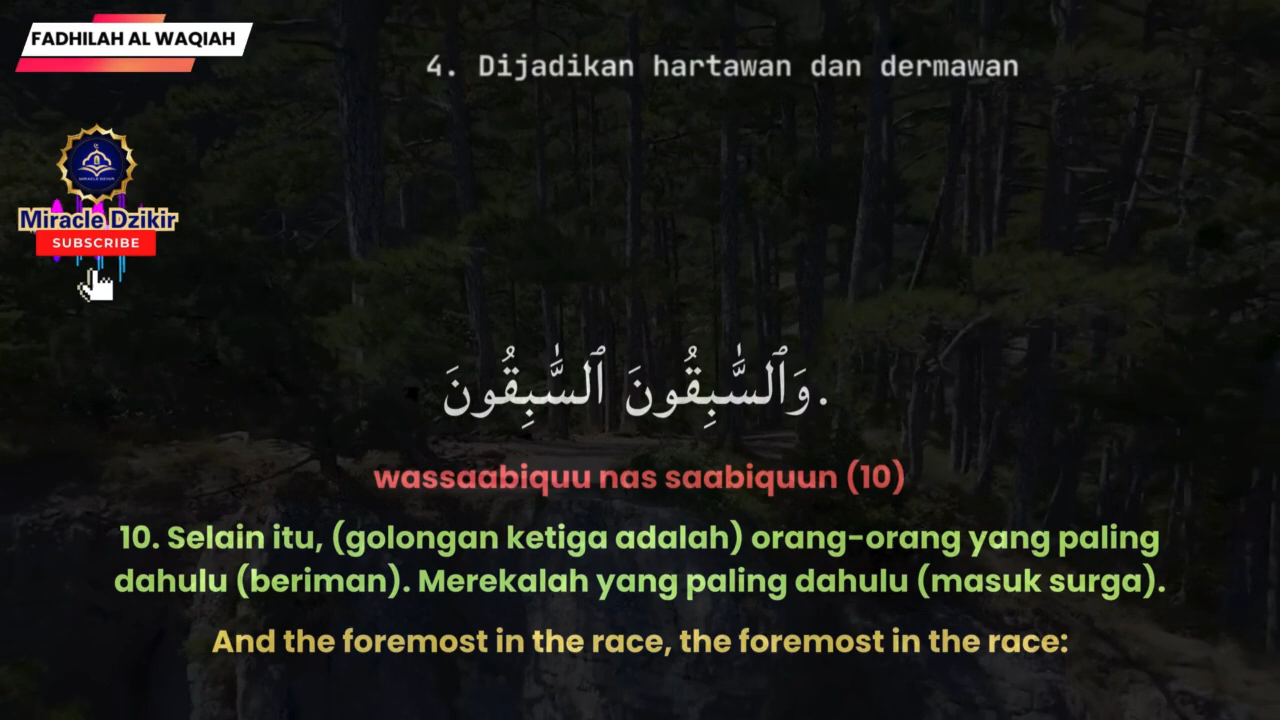 FADHILAH AL WAQIAH
4. Dijadikan hartawan dan dermawan
Miracle Dzikir
SUBSCRIBE
وَٱلسَّٰبِقُونَ ٱلسَّٰبِقُونَ.
wassaabiquu nas saabiquun (10)
10. Selain itu, (golongan ketiga adalah) orang-orang yang paling
dahulu (beriman). Merekalah yang paling dahulu (masuk surga).
And the foremost in the race, the foremost in the race: